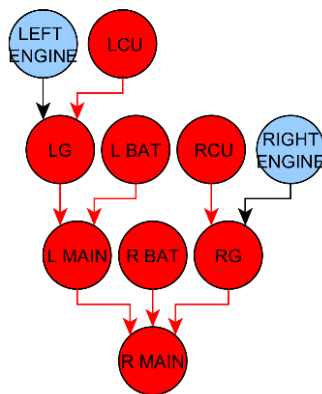 LEFT
ENGINE
LCU
LG
L BAT
RCU
RIGHT
ENGINE
L MAIN
R BAT
RG
R MAIN